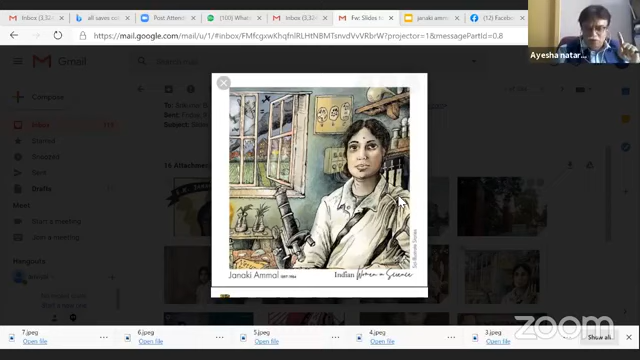 Inbox (3,32
all saves co
Post Attend
(100) Whats
Inbox (3,32
Fw: Slides to
janaki amm
(12) Facebook
https://mail.google.com/mail/u/1/#inbox/FMfcgxwKhqfnlRLHtNBMTsnvdVvVRbrW?projector=1&messagePartId=0.8
Ayesha natar...
Gmail
Compose
Inbox
Starred
Snoozed
Sent
Drafts
Meet
Start a meeting
Join a meeting
Hangouts
16 Attachmen
Janaki Ammal
Indian Women in Science
7.jpeg
Open file
6.jpeg
Open file
5.jpeg
Open file
4.jpeg
Open file
3.jpeg
Open file
Show all
zoom